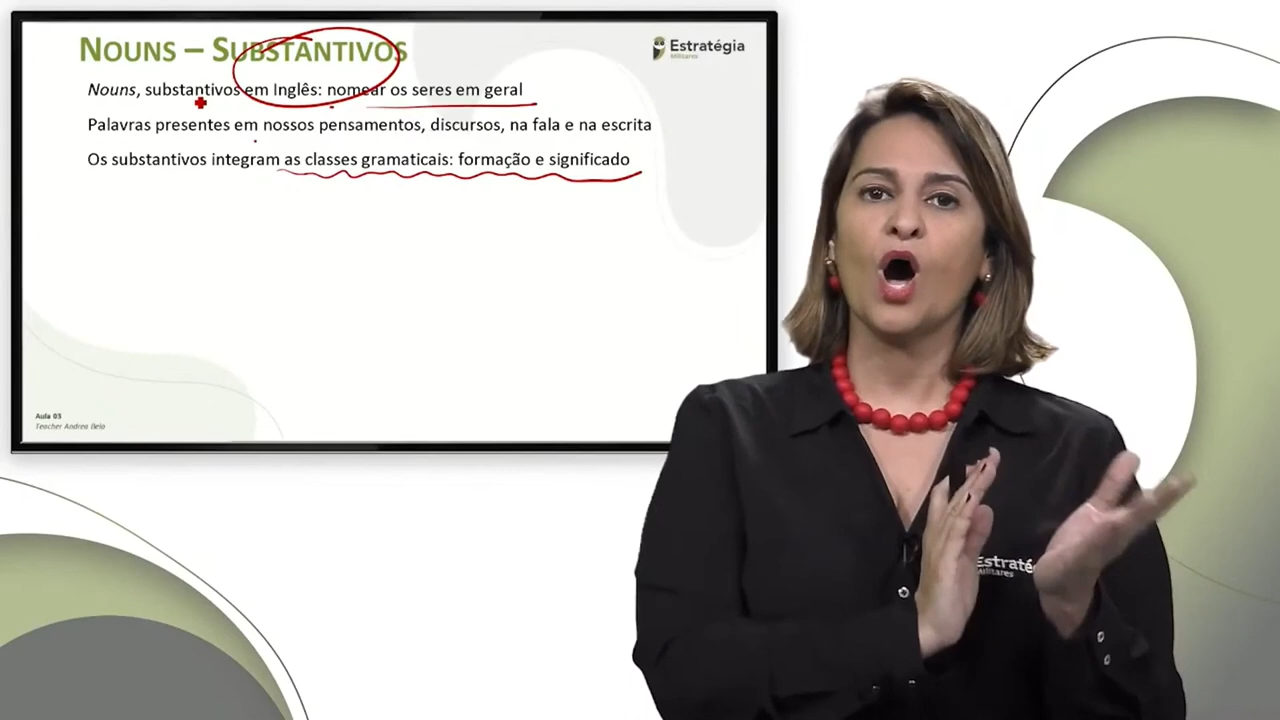 NOUNS – SUBSTANTIVOS
Estratégia
Militares
Nouns, substantivos em Inglês: nomear os seres em geral
Palavras presentes em nossos pensamentos, discursos, na fala e na escrita
Os substantivos integram as classes gramaticais: formação e significado
Aula 03
Teacher Andrea Belo
Estraté
Militares